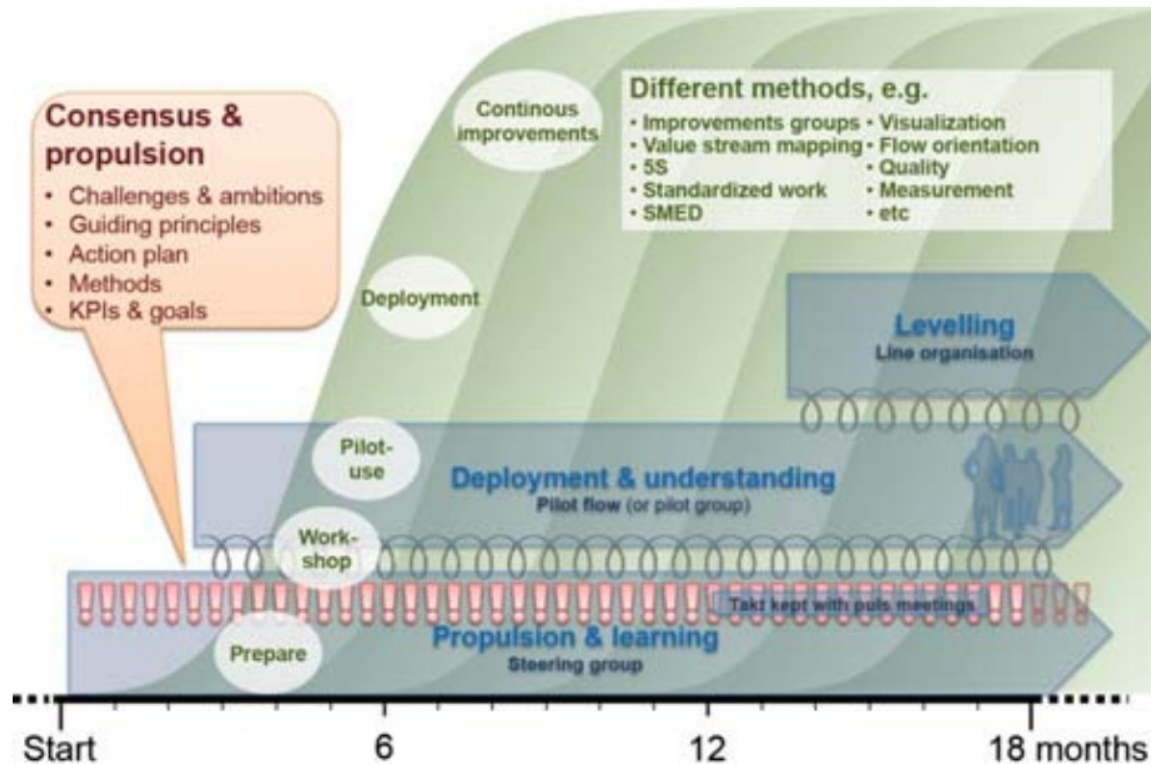 Consensus &
propulsion
• Challenges & ambitions
• Guiding principles
• Action plan
• Methods
• KPIs & goals
Continous
improvements
Different methods, e.g.
• Improvements groups
• Value stream mapping
• 5S
• Standardized work
• SMED
• Visualization
• Flow orientation
• Quality
• Measurement
• etc
Deployment
Levelling
Line organisation
Pilot-
use
Deployment & understanding
Pilot flow (or pilot group)
Work-
shop
Takt kept with puls meetings
Prepare
Propulsion & learning
Steering group
Start
6
12
18 months